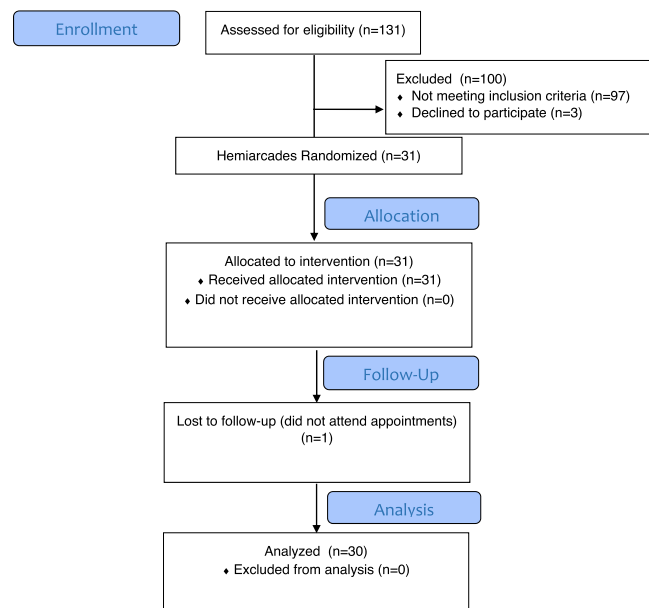 Enrollment
Assessed for eligibility (n=131)
Excluded (n=100)
♦ Not meeting inclusion criteria (n=97)
♦ Declined to participate (n=3)
Hemiarcades Randomized (n=31)
Allocation
Allocated to intervention (n=31)
♦ Received allocated intervention (n=31)
♦ Did not receive allocated intervention (n=0)
Follow-Up
Lost to follow-up (did not attend appointments)
(n=1)
Analysis
Analyzed (n=30)
♦ Excluded from analysis (n=0)